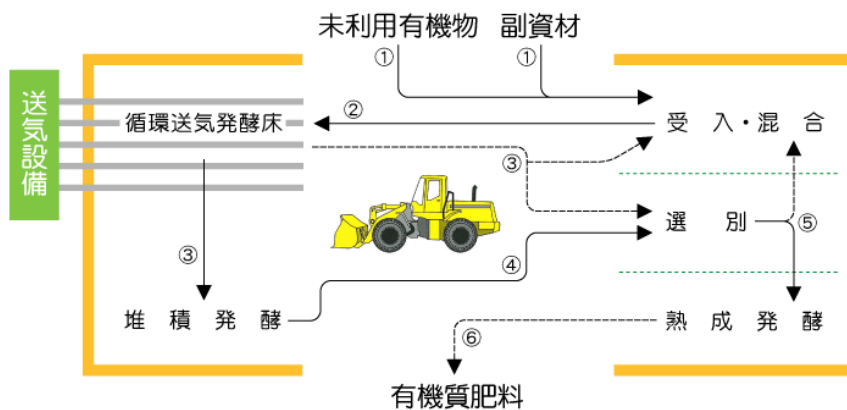 未利用有機物 副資材
① ①
送気設備
循環送気発酵床
②
受入・混合
③
選別
⑤
③
④
堆積発酵
熟成発酵
⑥
有機質肥料